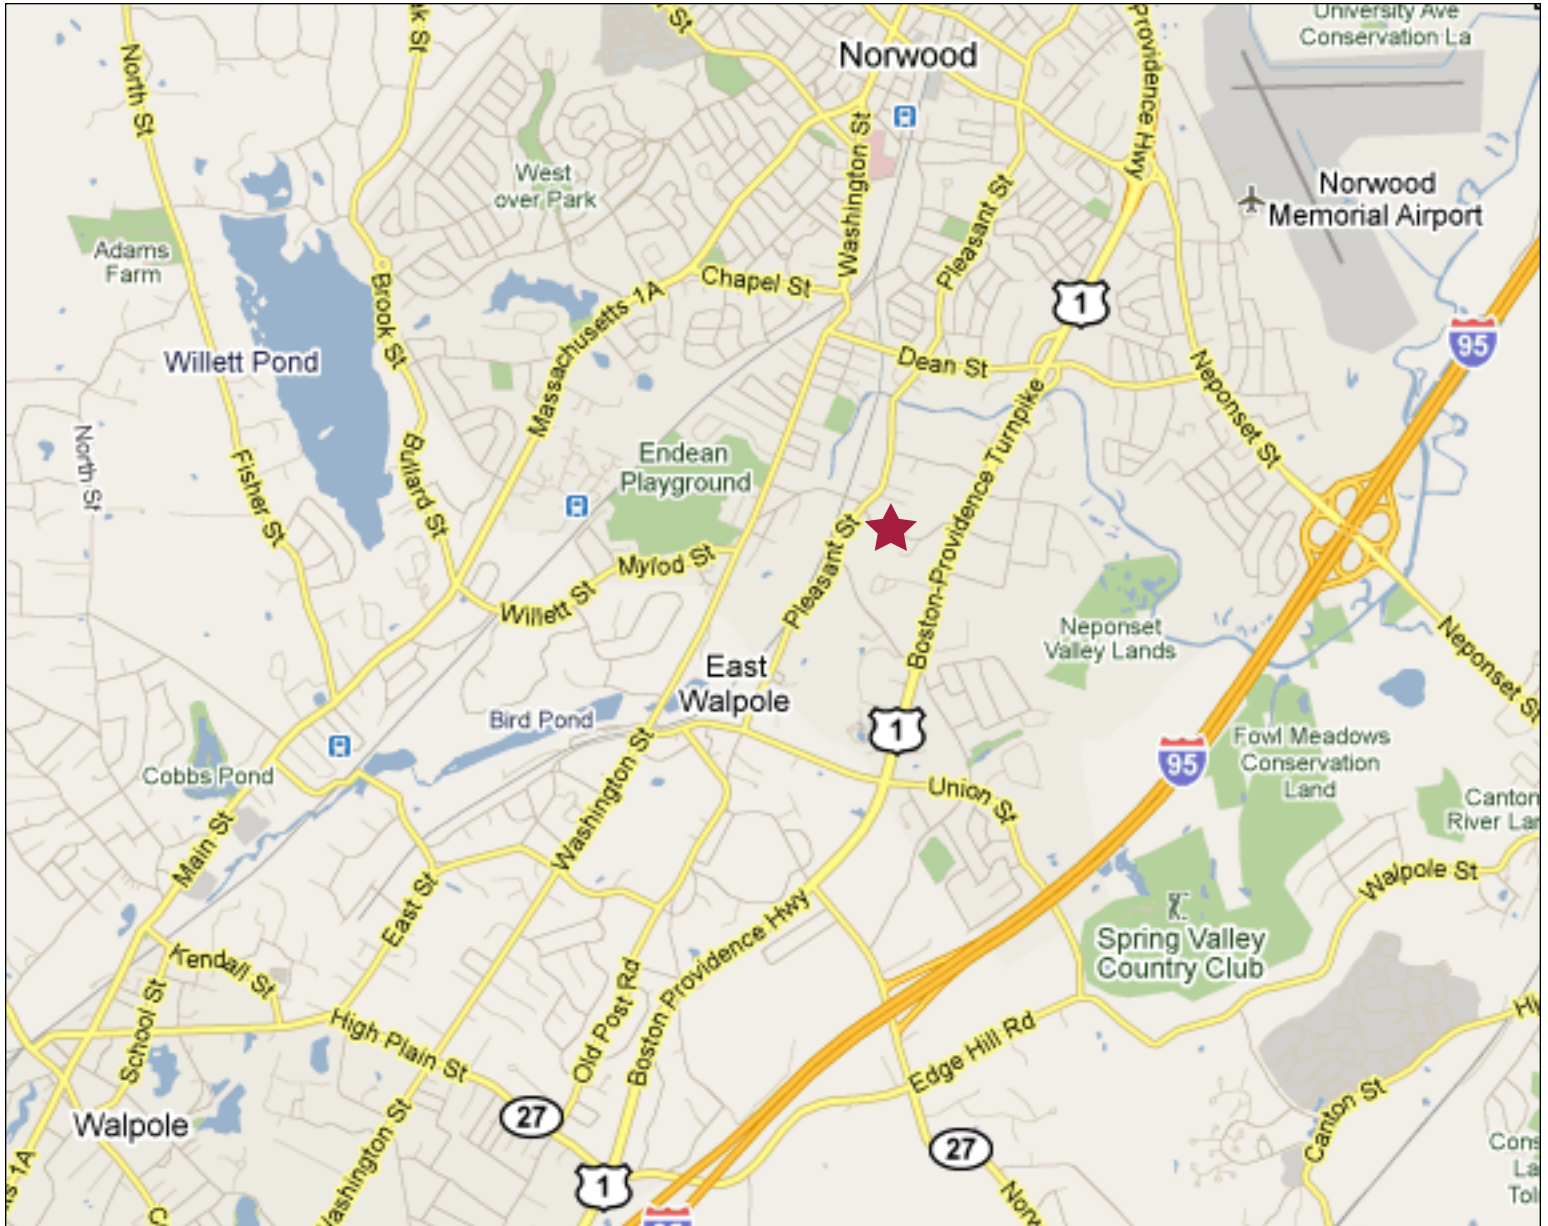 University Ave
Conservation La
North St
k St
St
Norwood
Providence Hwy
West
over Park
Washington St
Pleasant St
Norwood
Memorial Airport
Adams
Farm
Brook St
Chapel St
Massachusetts 1A
1
95
Willett Pond
Dean St
Neponset St
North St
Fisher St
Bullard St
Endean
Playground
Boston-Providence Turnpike
Pleasant St
Mylod St
Willett St
Neponset
Valley Lands
Neponset St
East
Walpole
Bird Pond
1
95
Fowl Meadows
Conservation
Land
Cobbs Pond
Washington St
Union St
Canton
River Lar
Main St
Walpole St
East St
Boston Providence Hwy
Spring Valley
Country Club
Kendall St
School St
Old Post Rd
High Plain St
Edge Hill Rd
Canton St
Walpole
27
27
1
Washington St